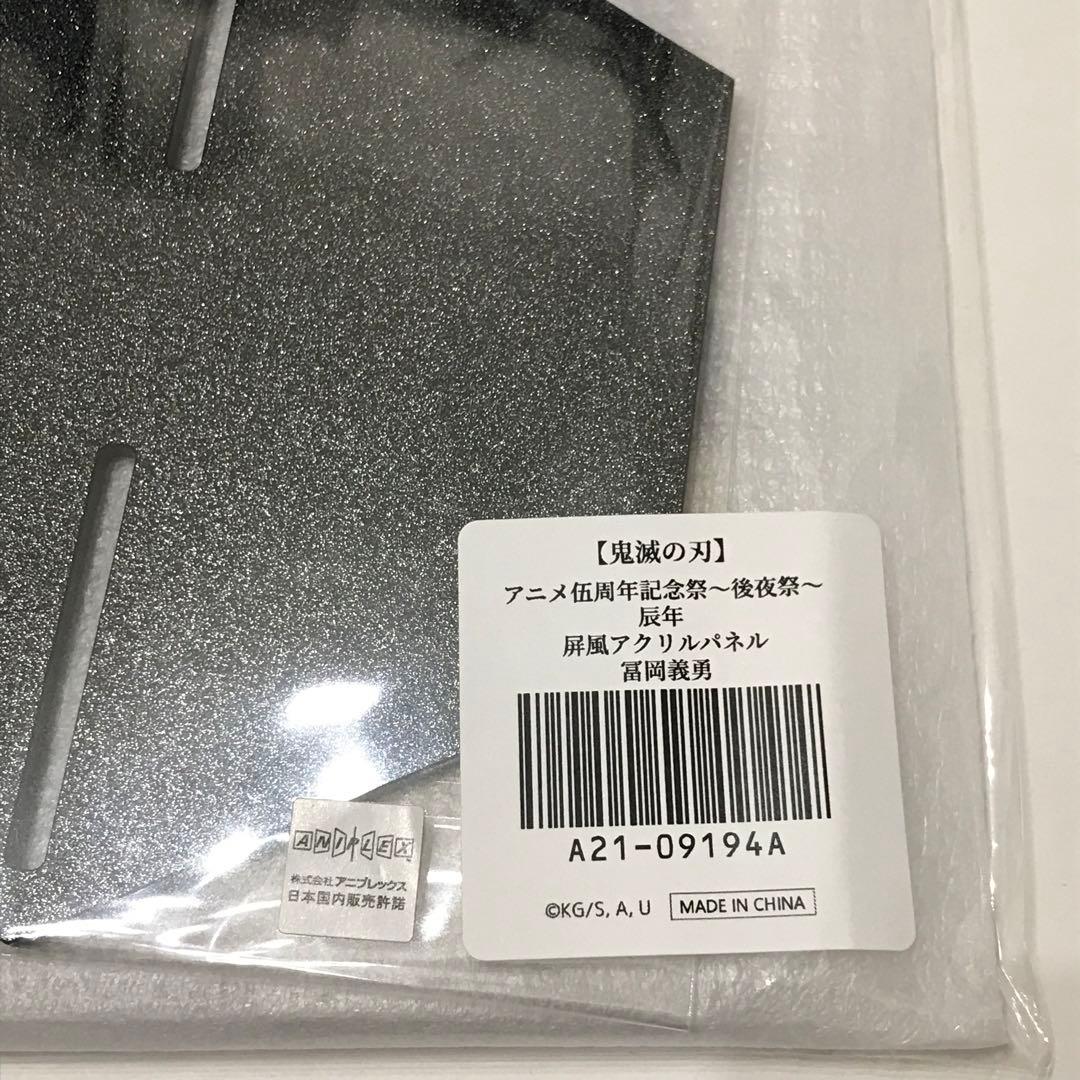 【鬼滅の刃】
アニメ伍周年記念祭～後夜祭～
辰年
屏風アクリルパネル
冨岡義勇
A21-09194A
©KG/S, A, U MADE IN CHINA
ANIPLEX
株式会社アニプレックス
日本国内販売許諾